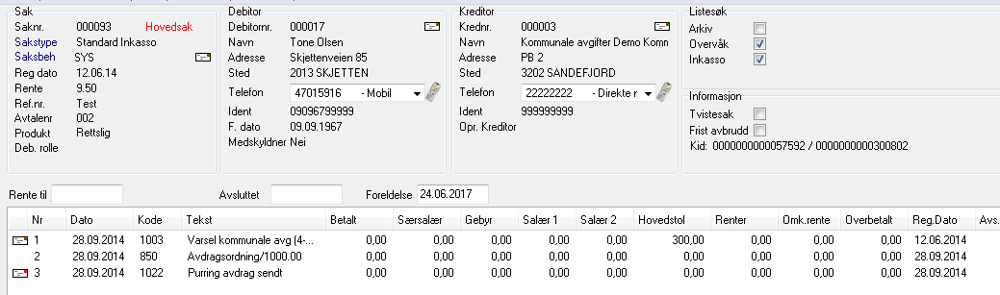 Sak
Saknr. 000093 Hovedsak
Sakstype Standard Inkasso
Saksbeh SYS
Reg dato 12.06.14
Rente 9.50
Ref.nr. Test
Avtalenr 002
Produkt Rettslig
Deb. rolle
Debitor
Debitornr. 000017
Navn Tone Olsen
Adresse Skjettenveien 85
Sted 2013 SKJETTEN
Telefon 47015916 - Mobil
Ident 09096799999
F. dato 09.09.1967
Medskyldner Nei
Kreditor
Krednr. 000003
Navn Kommunale avgifter Demo Komn
Adresse PB 2
Sted 3202 SANDEFJORD
Telefon 22222222 - Direkte r
Ident 999999999
Opr. Kreditor
Listesøk
Arkiv
Overvåk
Inkasso
Informasjon
Tvistesak
Frist avbrudd
Kid: 0000000000057592 / 0000000000300802
Rente til Avsluttet Foreldelse 24.06.2017
Nr Dato Kode Tekst Betalt Særsalær Gebyr Salær 1 Salær 2 Hovedstol Renter Omk.rente Overbetalt Reg.Dato Avs.
1 28.09.2014 1003 Varsel kommunale avg (4-... 0,00 0,00 0,00 0,00 0,00 300,00 0,00 0,00 0,00 12.06.2014
2 28.09.2014 850 Avdragsordning/1000.00 0,00 0,00 0,00 0,00 0,00 0,00 0,00 0,00 0,00 28.09.2014
3 28.09.2014 1022 Purring avdrag sendt 0,00 0,00 0,00 0,00 0,00 0,00 0,00 0,00 0,00 28.09.2014